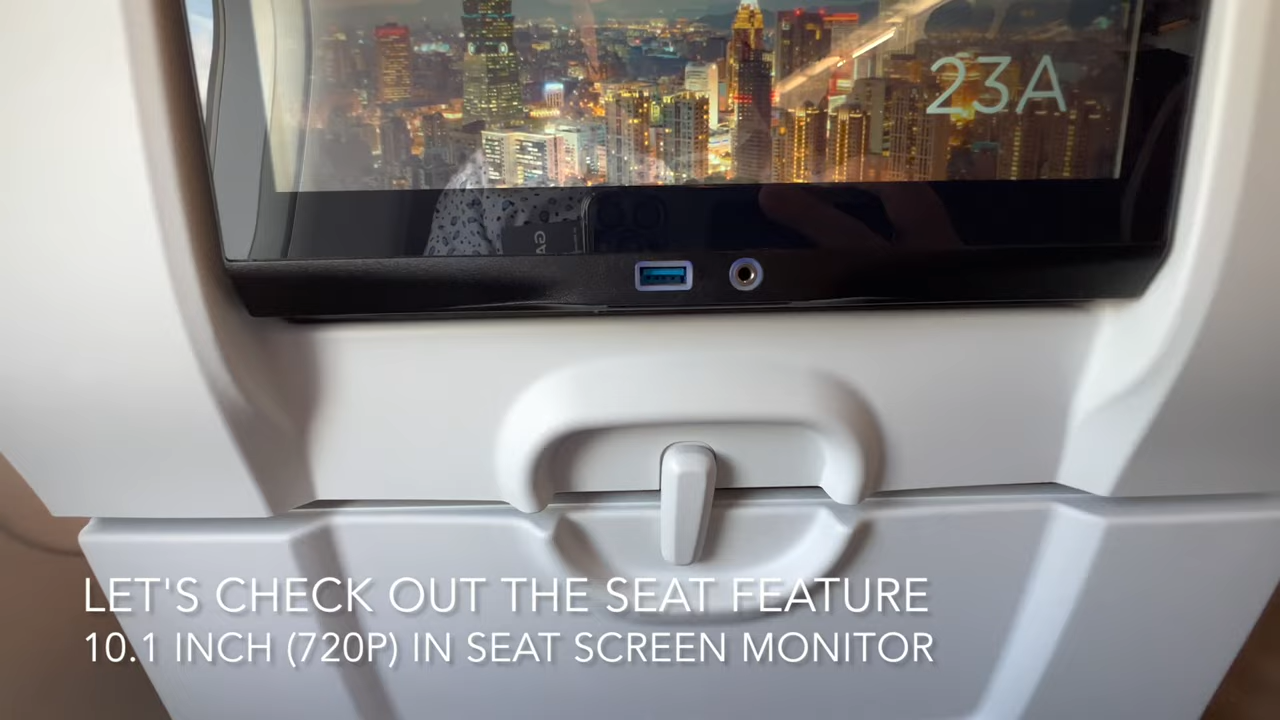 23A
LET'S CHECK OUT THE SEAT FEATURE
10.1 INCH (720P) IN SEAT SCREEN MONITOR